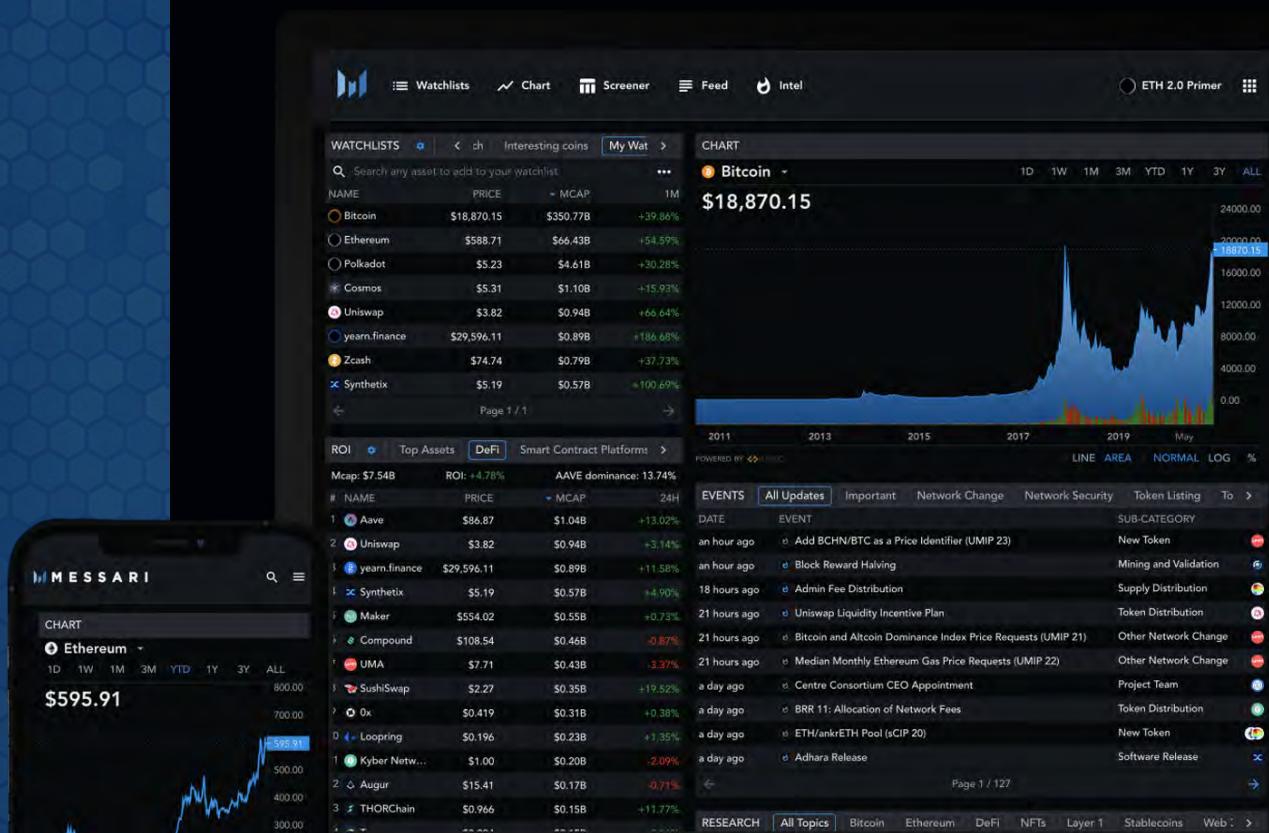 Watchlists Chart Screener Feed Intel ETH 2.0 Primer
WATCHLISTS ch Interesting coins My Wat
Search any asset to add to your watchlist
NAME PRICE MCAP 1M
Bitcoin $18,870.15 $350.77B +39.86%
Ethereum $588.71 $66.43B +54.59%
Polkadot $5.23 $4.61B +30.28%
Cosmos $5.31 $1.10B +15.93%
Uniswap $3.82 $0.94B +66.64%
yearn.finance $29,596.11 $0.89B +186.68%
Zcash $74.74 $0.79B +37.73%
Synthetix $5.19 $0.57B +100.69%
Page 1 / 1
ROI Top Assets DeFi Smart Contract Platforms
Mcap: $7.54B ROI: +4.78% AAVE dominance: 13.74%
# NAME PRICE MCAP 24H
1 Aave $86.87 $1.04B +13.02%
2 Uniswap $3.82 $0.94B +3.14%
yearn.finance $29,596.11 $0.89B +11.58%
Synthetix $5.19 $0.57B +4.90%
Maker $554.02 $0.55B +0.73%
Compound $108.54 $0.46B -0.87%
UMA $7.71 $0.43B -3.37%
SushiSwap $2.27 $0.35B +19.52%
0x $0.419 $0.31B +0.38%
0 Loopring $0.196 $0.23B +1.35%
1 Kyber Netw... $1.00 $0.20B -2.09%
2 Augur $15.41 $0.17B -0.71%
3 THORChain $0.966 $0.15B +11.77%
CHART
Bitcoin
1D 1W 1M 3M YTD 1Y 3Y ALL
$18,870.15
24000.00
20000.00
18870.15
16000.00
12000.00
8000.00
4000.00
0.00
2011 2013 2015 2017 2019 May
POWERED BY
LINE AREA NORMAL LOG %
EVENTS All Updates Important Network Change Network Security Token Listing To
DATE EVENT SUB-CATEGORY
an hour ago Add BCHN/BTC as a Price Identifier (UMIP 23) New Token
an hour ago Block Reward Halving Mining and Validation
18 hours ago Admin Fee Distribution Supply Distribution
21 hours ago Uniswap Liquidity Incentive Plan Token Distribution
21 hours ago Bitcoin and Altcoin Dominance Index Price Requests (UMIP 21) Other Network Change
21 hours ago Median Monthly Ethereum Gas Price Requests (UMIP 22) Other Network Change
a day ago Centre Consortium CEO Appointment Project Team
a day ago BRR 11: Allocation of Network Fees Token Distribution
a day ago ETH/ankrETH Pool (sCIP 20) New Token
a day ago Adhara Release Software Release
Page 1 / 127
RESEARCH All Topics Bitcoin Ethereum DeFi NFTs Layer 1 Stablecoins Web
MESSARI
CHART
Ethereum
1D 1W 1M 3M YTD 1Y 3Y ALL
$595.91
800.00
700.00
595.91
500.00
400.00
300.00